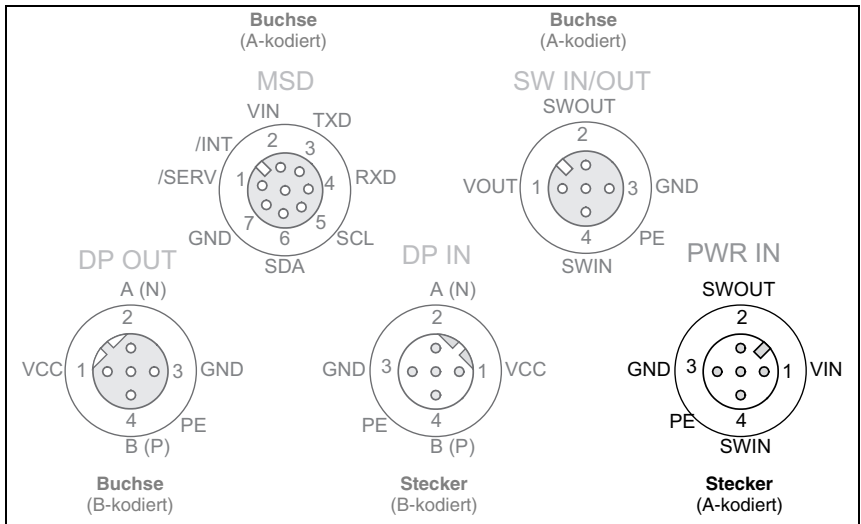 Buchse
(A-kodiert)
MSD
VIN
TXD
/INT
2
3
/SERV
1
4
RXD
7
5
GND
6
SCL
SDA
Buchse
(A-kodiert)
SW IN/OUT
SWOUT
2
VOUT
1
3
GND
4
PE
SWIN
DP OUT
A (N)
2
VCC
1
3
GND
4
PE
B (P)
Buchse
(B-kodiert)
DP IN
A (N)
2
GND
3
1
VCC
PE
4
B (P)
Stecker
(B-kodiert)
PWR IN
SWOUT
2
GND
3
1
VIN
PE
4
SWIN
Stecker
(A-kodiert)